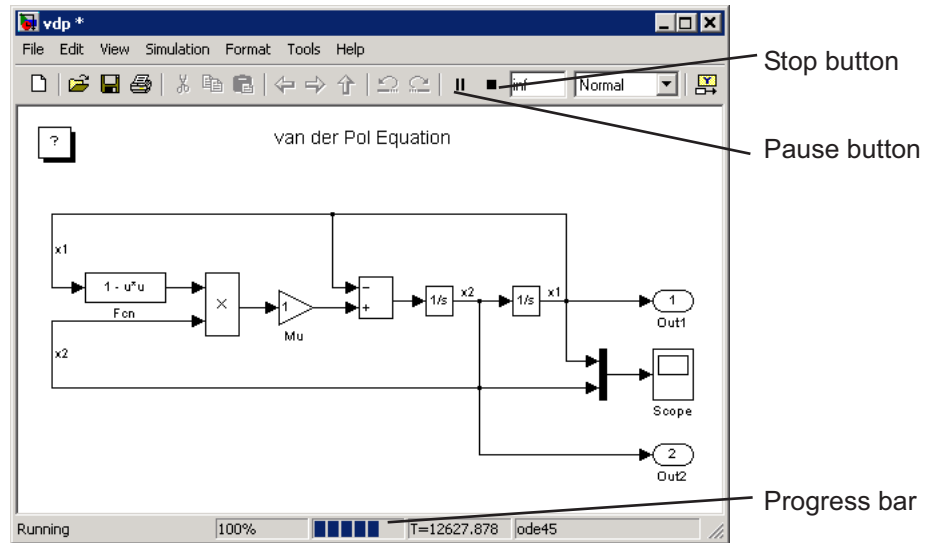 vdp *
File Edit View Simulation Format Tools Help
inf Normal
Stop button
Pause button
?
van der Pol Equation
x1
1 - u*u
Fcn
×
1
Mu
−
+
1/s
x2
1/s
x1
1
Out1
x2
Scope
2
Out2
Progress bar
Running 100% T=12627.878 ode45